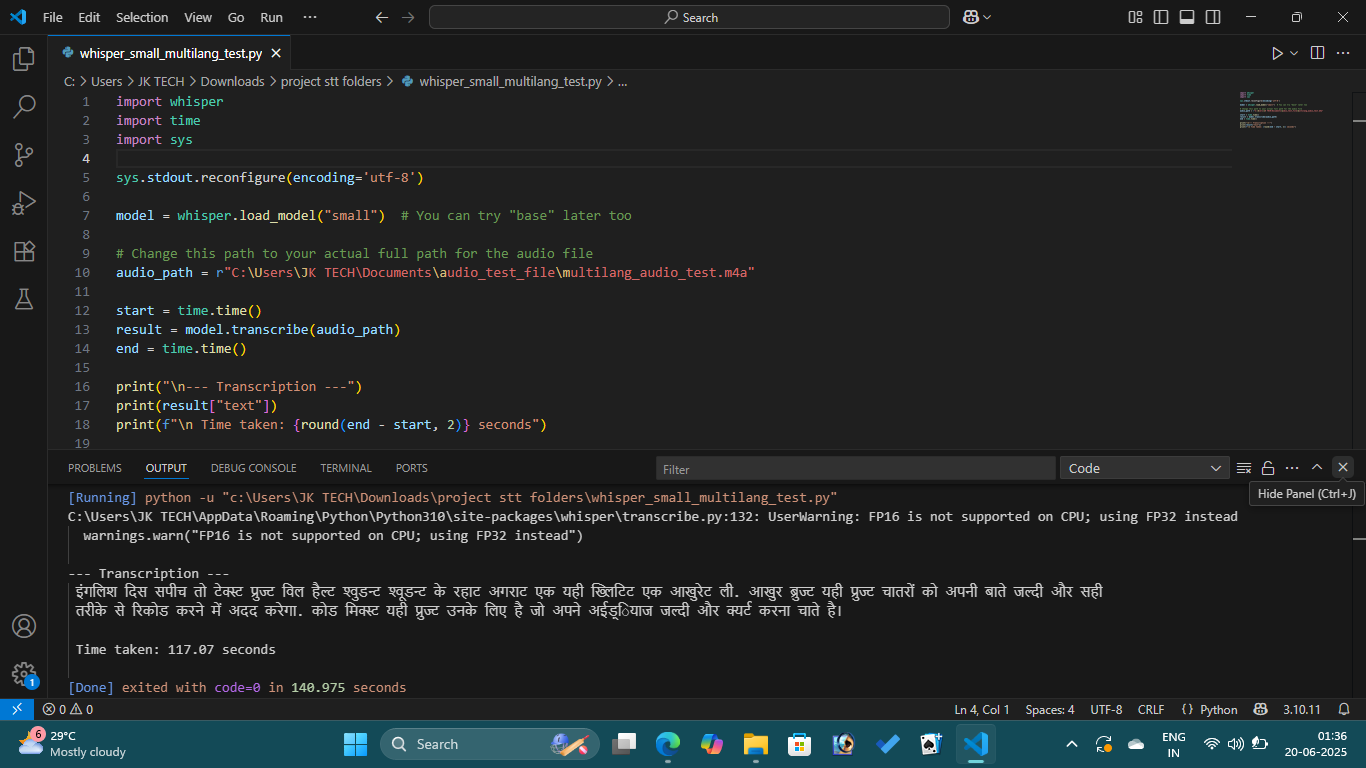 File Edit Selection View Go Run ··· Search
whisper_small_multilang_test.py
C: > Users > JK TECH > Downloads > project stt folders > whisper_small_multilang_test.py > ...
1 import whisper
2 import time
3 import sys
4
5 sys.stdout.reconfigure(encoding='utf-8')
6
7 model = whisper.load_model("small")  # You can try "base" later too
8
9 # Change this path to your actual full path for the audio file
10 audio_path = r"C:\Users\JK TECH\Documents\audio_test_file\multilang_audio_test.m4a"
11
12 start = time.time()
13 result = model.transcribe(audio_path)
14 end = time.time()
15
16 print("\n--- Transcription ---")
17 print(result["text"])
18 print(f"\n Time taken: {round(end - start, 2)} seconds")
19
PROBLEMS OUTPUT DEBUG CONSOLE TERMINAL PORTS Filter Code
Hide Panel (Ctrl+J)
[Running] python -u "c:\Users\JK TECH\Downloads\project stt folders\whisper_small_multilang_test.py"
C:\Users\JK TECH\AppData\Roaming\Python\Python310\site-packages\whisper\transcribe.py:132: UserWarning: FP16 is not supported on CPU; using FP32 instead
warnings.warn("FP16 is not supported on CPU; using FP32 instead")
--- Transcription ---
इंगलिश दिस सपीच तो टेक्स्ट प्रुज्ट विल हैल्ट श्वुडन्ट श्वूडन्ट के रहाट अगराट एक यही ख्लिटिट एक आखुरेट ली. आखुर ब्रुज्ट यही प्रुज्ट चातरों को अपनी बाते जल्दी और सही
तरीके से रिकोड करने में अदद करेगा. कोड मिक्स्ट यही प्रुज्ट उनके लिए है जो अपने अईड्ियाज जल्दी और क्यर्ट करना चाते है।
Time taken: 117.07 seconds
[Done] exited with code=0 in 140.975 seconds
1
0 0 Ln 4, Col 1 Spaces: 4 UTF-8 CRLF {} Python 3.10.11
6 29°C
Mostly cloudy
Search
ENG
IN
01:36
20-06-2025